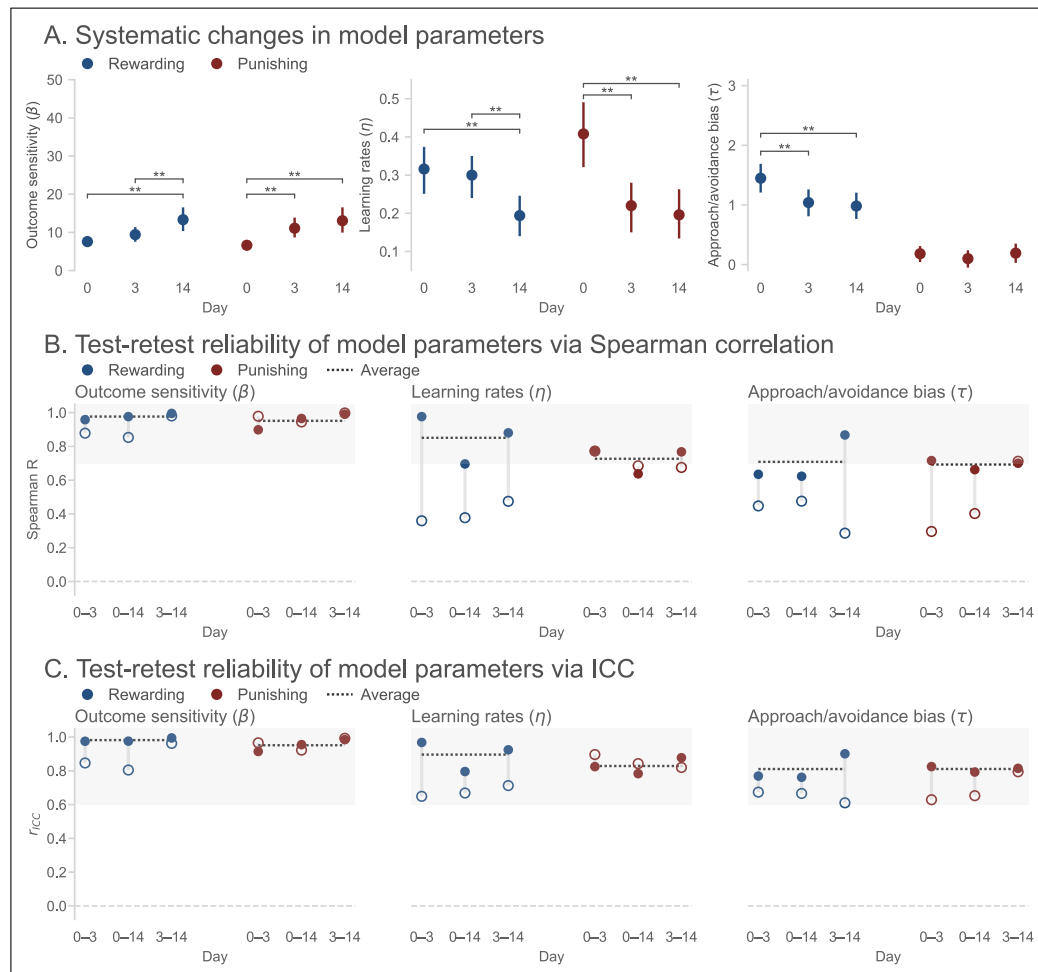 A. Systematic changes in model parameters
Rewarding Punishing
Outcome sensitivity (β)
50
40
30
20
10
0
** ** ** **
0 3 14 0 3 14
Day
Learning rates (η)
0.5
0.4
0.3
0.2
0.1
** ** ** **
0 3 14 0 3 14
Day
Approach/avoidance bias (τ)
3
2
1
0
** **
0 3 14 0 3 14
Day
B. Test-retest reliability of model parameters via Spearman correlation
Rewarding Punishing Average
Outcome sensitivity (β) Learning rates (η) Approach/avoidance bias (τ)
Spearman R
1.0
0.8
0.6
0.4
0.2
0.0
0–3 0–14 3–14 0–3 0–14 3–14 0–3 0–14 3–14 0–3 0–14 3–14 0–3 0–14 3–14 0–3 0–14 3–14
Day Day Day
C. Test-retest reliability of model parameters via ICC
Rewarding Punishing Average
Outcome sensitivity (β) Learning rates (η) Approach/avoidance bias (τ)
rICC
1.0
0.8
0.6
0.4
0.2
0.0
0–3 0–14 3–14 0–3 0–14 3–14 0–3 0–14 3–14 0–3 0–14 3–14 0–3 0–14 3–14 0–3 0–14 3–14
Day Day Day